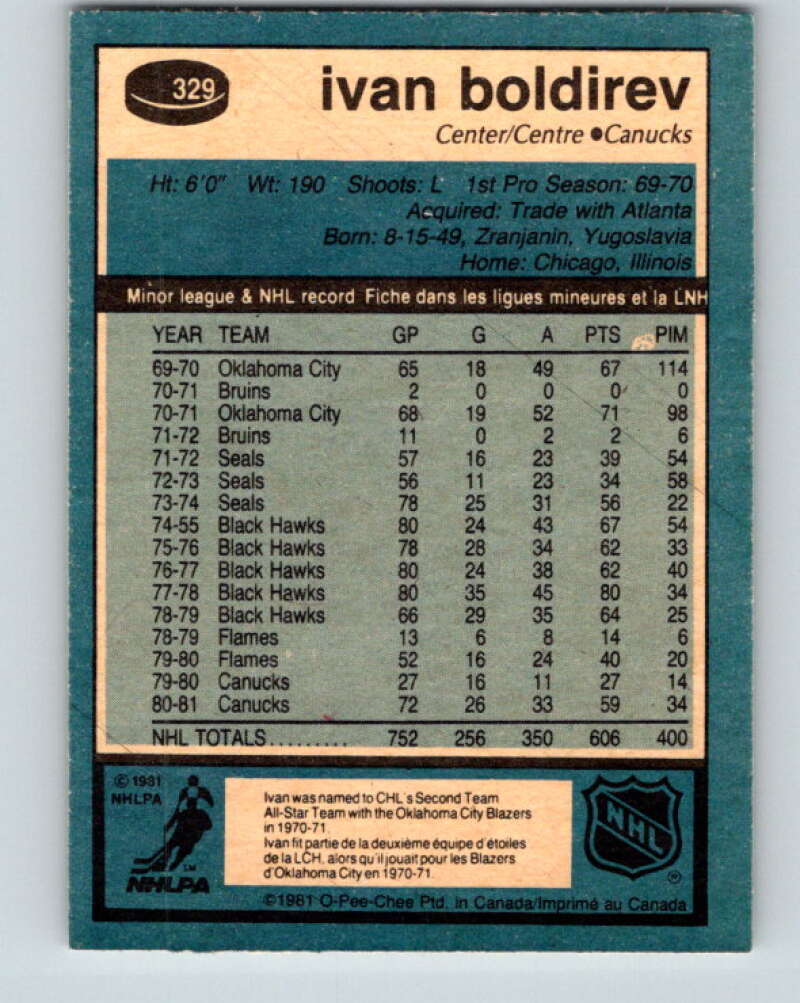 329
ivan boldirev
Center/Centre ●Canucks
Ht: 6'0" Wt: 190 Shoots: L 1st Pro Season: 69-70
Acquired: Trade with Atlanta
Born: 8-15-49, Zranjanin, Yugoslavia
Home: Chicago, Illinois
Minor league & NHL record Fiche dans les ligues mineures et la LNH
YEAR TEAM GP G A PTS PIM
69-70 Oklahoma City 65 18 49 67 114
70-71 Bruins 2 0 0 0 0
70-71 Oklahoma City 68 19 52 71 98
71-72 Bruins 11 0 2 2 6
71-72 Seals 57 16 23 39 54
72-73 Seals 56 11 23 34 58
73-74 Seals 78 25 31 56 22
74-55 Black Hawks 80 24 43 67 54
75-76 Black Hawks 78 28 34 62 33
76-77 Black Hawks 80 24 38 62 40
77-78 Black Hawks 80 35 45 80 34
78-79 Black Hawks 66 29 35 64 25
78-79 Flames 13 6 8 14 6
79-80 Flames 52 16 24 40 20
79-80 Canucks 27 16 11 27 14
80-81 Canucks 72 26 33 59 34
NHL TOTALS......... 752 256 350 606 400
© 1981
NHLPA
NHLPA
Ivan was named to CHL's Second Team
All-Star Team with the Oklahoma City Blazers
in 1970-71.
Ivan fit partie de la deuxième équipe d'étoiles
de la LCH, alors qu'il jouait pour les Blazers
d'Oklahoma City en 1970-71.
NHL
®
©1981 O-Pee-Chee Ptd. in Canada/Imprimé au Canada